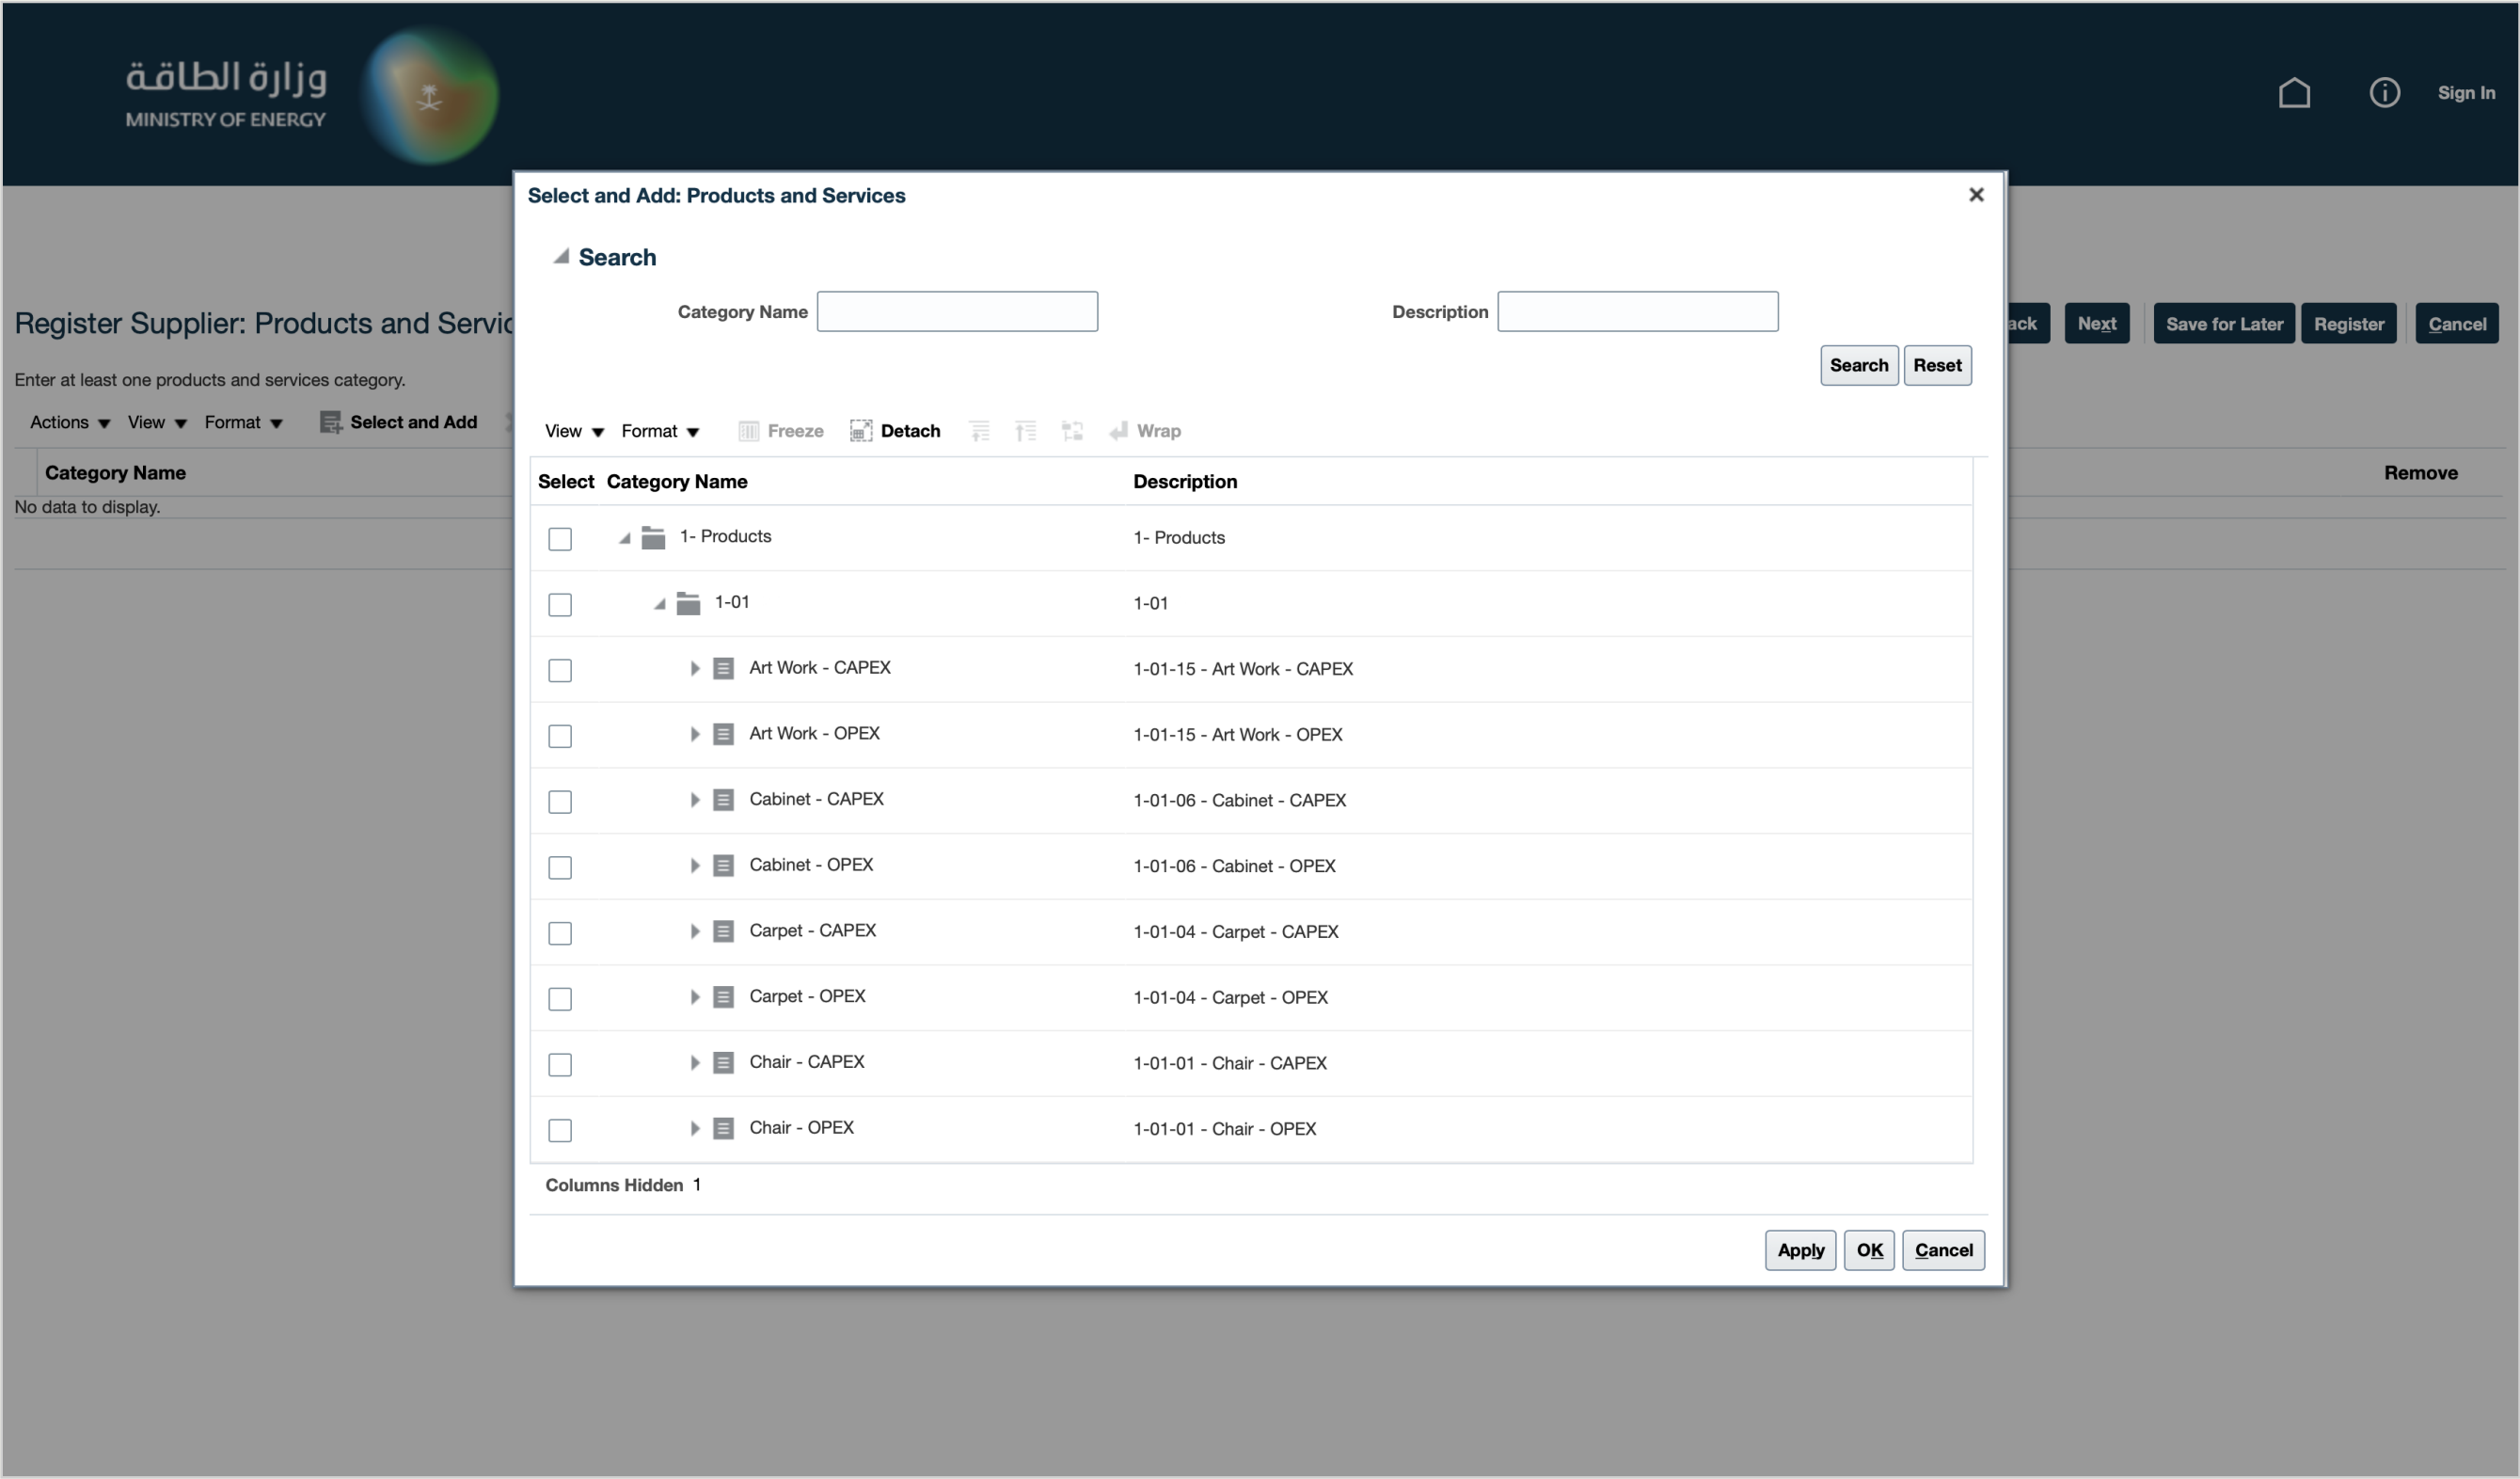 وزارة الطاقة
MINISTRY OF ENERGY
Sign In
Select and Add: Products and Services
Search
Category Name
Description
Register Supplier: Products and Servic
Next
Save for Later
Register
Cancel
Search
Reset
Enter at least one products and services category.
Actions View Format Select and Add
View Format Freeze Detach Wrap
Category Name
Remove
No data to display.
Select Category Name Description
1- Products 1- Products
1-01 1-01
Art Work - CAPEX 1-01-15 - Art Work - CAPEX
Art Work - OPEX 1-01-15 - Art Work - OPEX
Cabinet - CAPEX 1-01-06 - Cabinet - CAPEX
Cabinet - OPEX 1-01-06 - Cabinet - OPEX
Carpet - CAPEX 1-01-04 - Carpet - CAPEX
Carpet - OPEX 1-01-04 - Carpet - OPEX
Chair - CAPEX 1-01-01 - Chair - CAPEX
Chair - OPEX 1-01-01 - Chair - OPEX
Columns Hidden 1
Apply OK Cancel